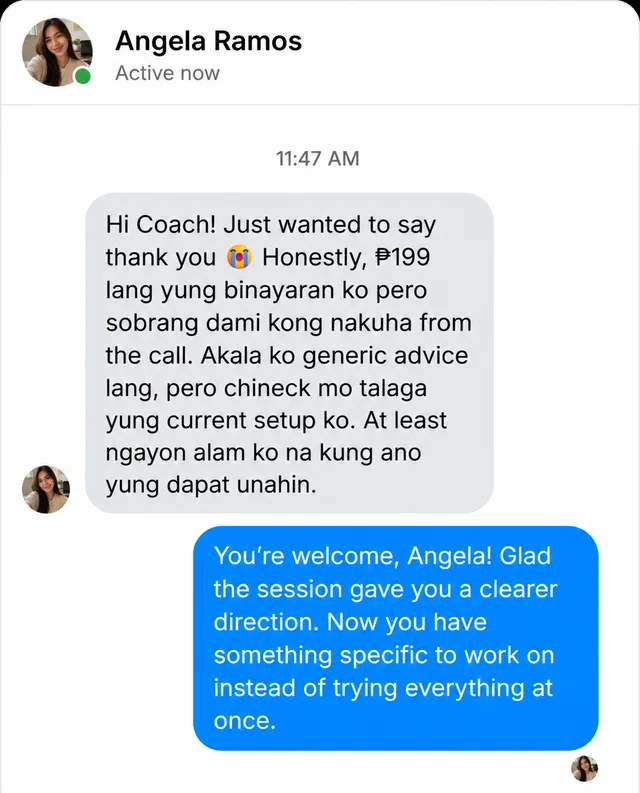 Angela Ramos
Active now
11:47 AM
Hi Coach! Just wanted to say
thank you 😭 Honestly, ₱199
lang yung binayaran ko pero
sobrang dami kong nakuha from
the call. Akala ko generic advice
lang, pero chineck mo talaga
yung current setup ko. At least
ngayon alam ko na kung ano
yung dapat unahin.
You’re welcome, Angela! Glad
the session gave you a clearer
direction. Now you have
something specific to work on
instead of trying everything at
once.